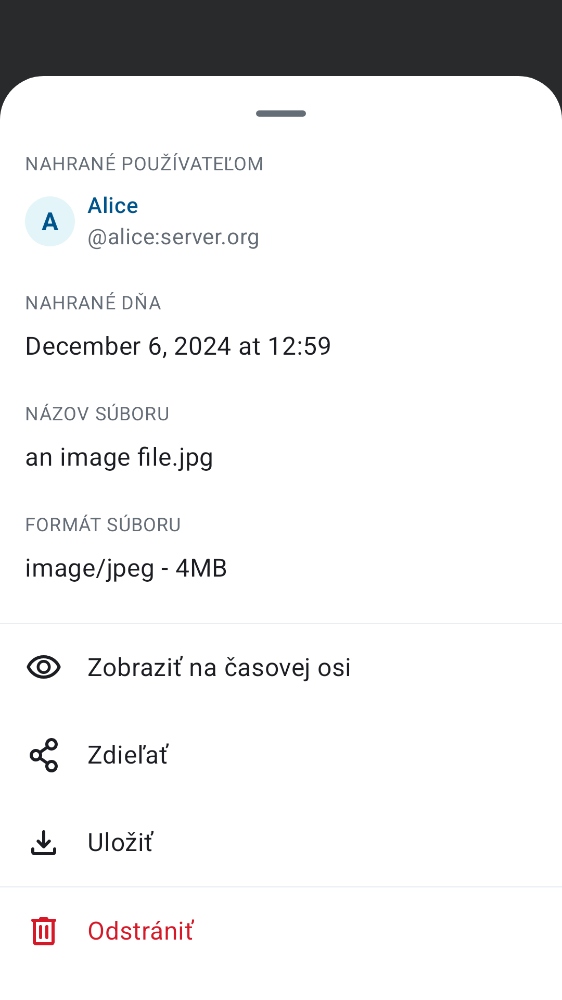 NAHRANÉ POUŽÍVATEĽOM
A
Alice
@alice:server.org
NAHRANÉ DŇA
December 6, 2024 at 12:59
NÁZOV SÚBORU
an image file.jpg
FORMÁT SÚBORU
image/jpeg - 4MB
Zobraziť na časovej osi
Zdieľať
Uložiť
Odstrániť